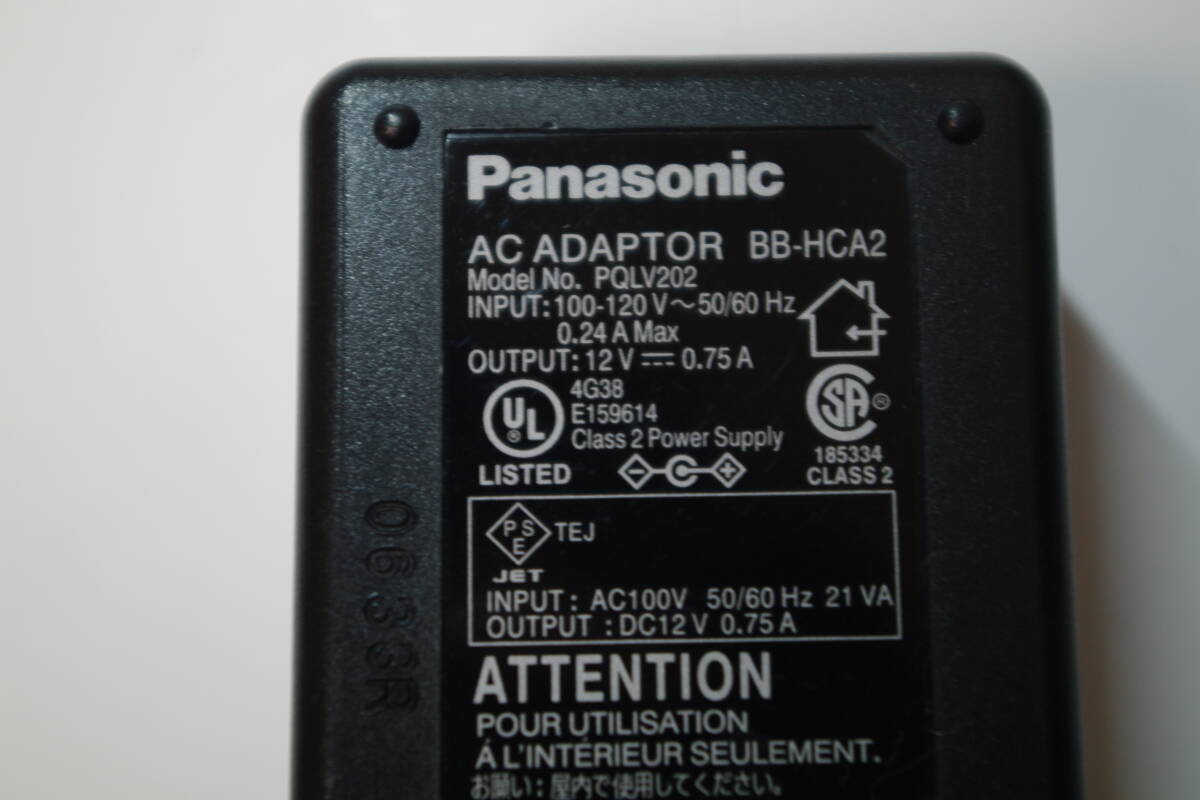 Panasonic
AC ADAPTOR BB-HCA2
Model No. PQLV202
INPUT: 100-120 V～50/60 Hz
0.24 A Max
OUTPUT: 12 V ⎓ 0.75 A
UL®
LISTED
4G38
E159614
Class 2 Power Supply
SA®
185334
CLASS 2
PSE TEJ
JET
INPUT : AC100V 50/60 Hz 21 VA
OUTPUT : DC12 V 0.75 A
ATTENTION
POUR UTILISATION
Á L'INTÉRIEUR SEULEMENT.
お願い：屋内で使用してください。
0633R